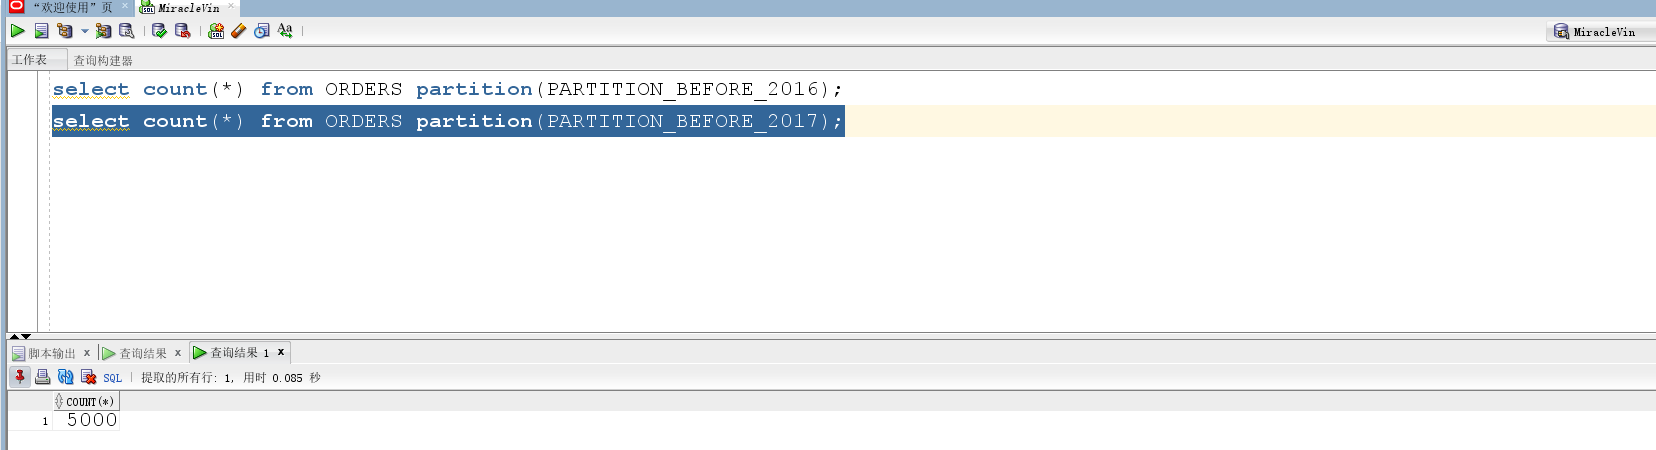 “欢迎使用”页 MiracleVin
MiracleVin
工作表 查询构建器
select count(*) from ORDERS partition(PARTITION_BEFORE_2016);
select count(*) from ORDERS partition(PARTITION_BEFORE_2017);
脚本输出 x 查询结果 x 查询结果 1 x
SQL 提取的所有行: 1, 用时 0.085 秒
COUNT(*)
1 5000